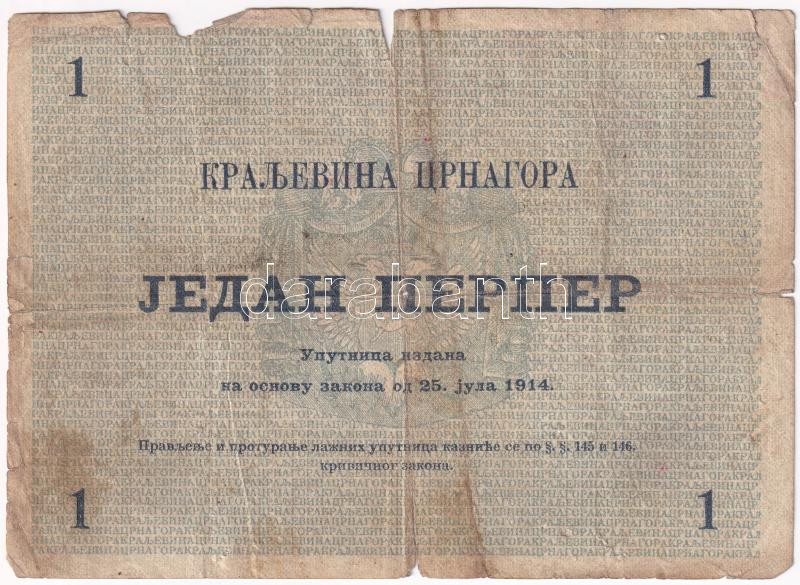 1 1
КРАЉЕВИНА ЦРНАГОРА
ЈЕДАН ПЕРПЕР
darabanth
Упутница издана
на основу закона од 25. јула 1914.
Прављење и протурање лажних упутница казниће се по §. §. 145 и 146.
кривичног закона.
1 1